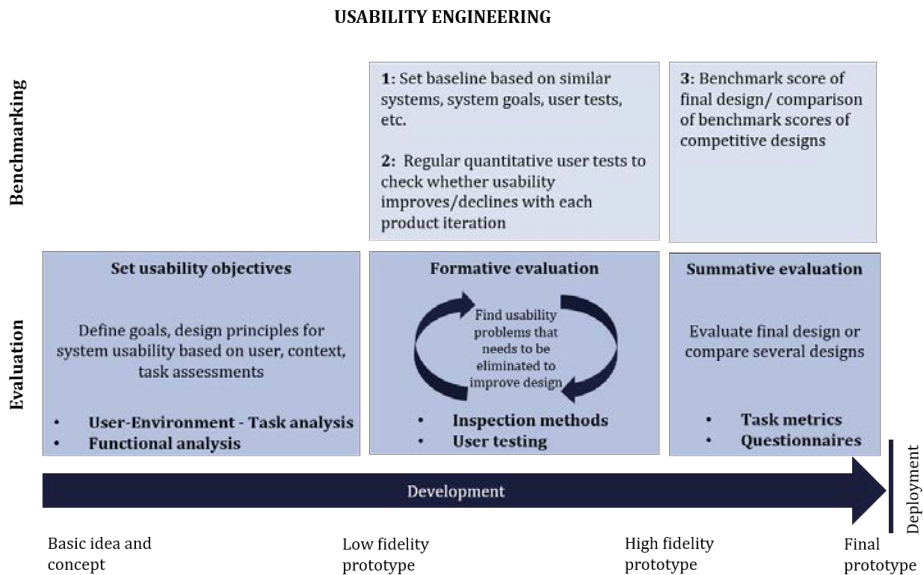 USABILITY ENGINEERING
Benchmarking
1: Set baseline based on similar
systems, system goals, user tests,
etc.
2: Regular quantitative user tests to
check whether usability
improves/declines with each
product iteration
3: Benchmark score of
final design/ comparison
of benchmark scores of
competitive designs
Evaluation
Set usability objectives
Define goals, design principles for
system usability based on user, context,
task assessments
• User-Environment - Task analysis
• Functional analysis
Formative evaluation
Find usability
problems that
needs to be
eliminated to
improve design
• Inspection methods
• User testing
Summative evaluation
Evaluate final design or
compare several designs
• Task metrics
• Questionnaires
Development
Deployment
Basic idea and
concept
Low fidelity
prototype
High fidelity
prototype
Final
prototype